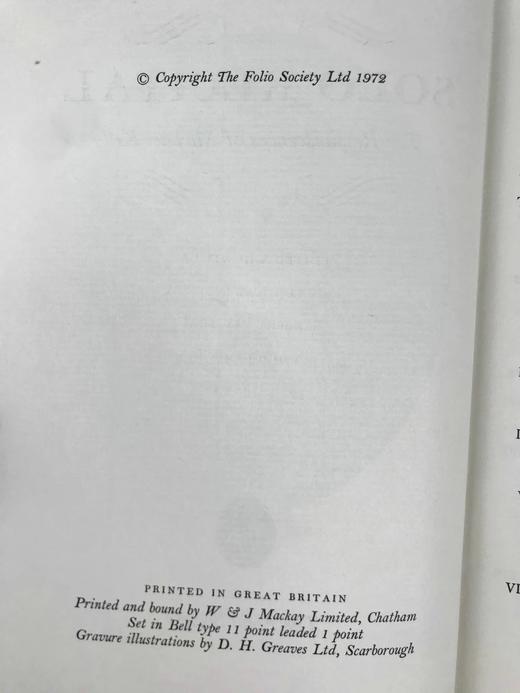 © Copyright The Folio Society Ltd 1972
PRINTED IN GREAT BRITAIN
Printed and bound by W & J Mackay Limited, Chatham
Set in Bell type 11 point leaded 1 point
Gravure illustrations by D. H. Greaves Ltd, Scarborough